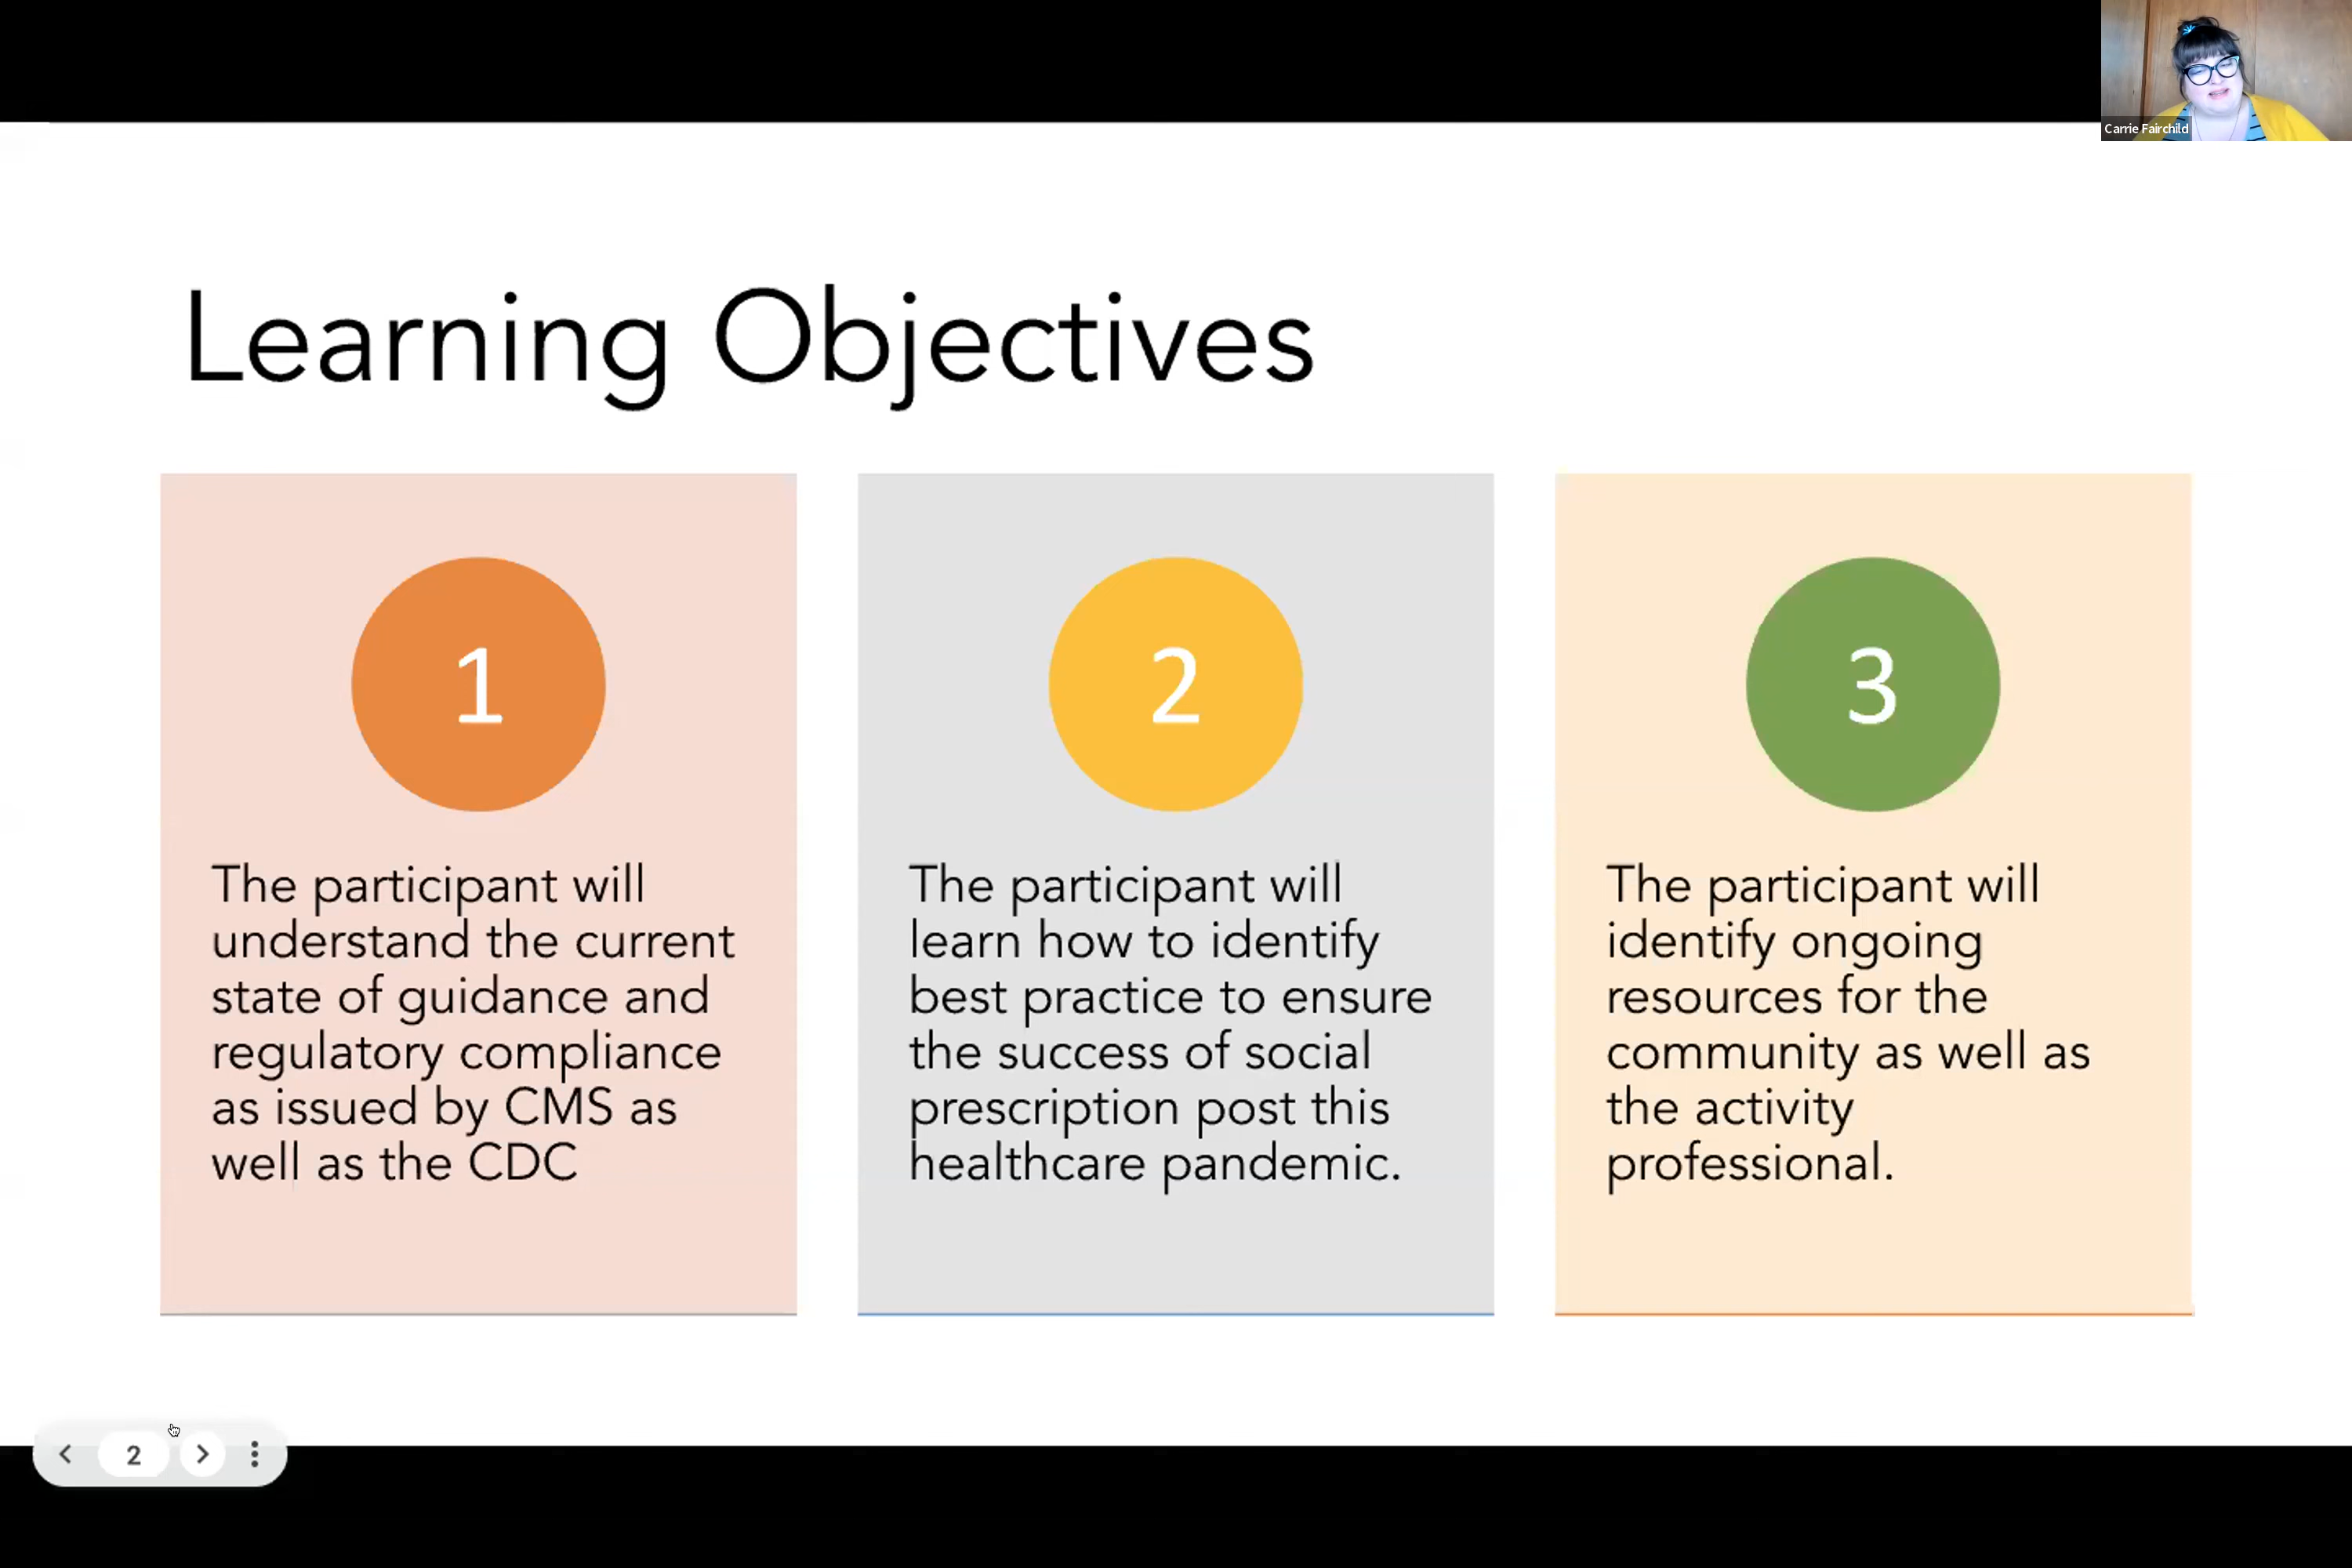 Carrie Fairchild
Learning Objectives
1
The participant will
understand the current
state of guidance and
regulatory compliance
as issued by CMS as
well as the CDC
2
The participant will
learn how to identify
best practice to ensure
the success of social
prescription post this
healthcare pandemic.
3
The participant will
identify ongoing
resources for the
community as well as
the activity
professional.
2